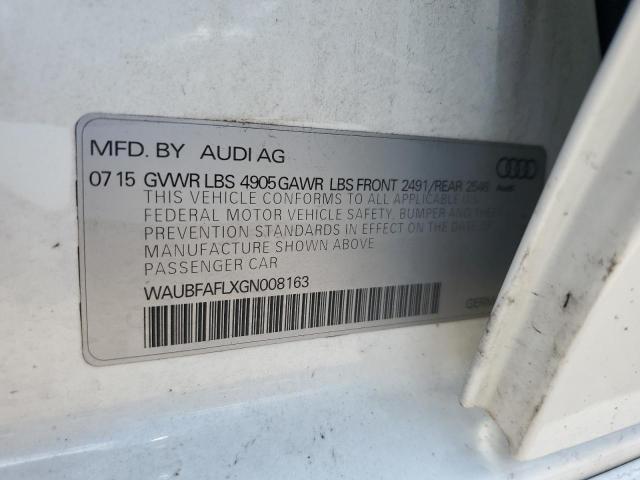 MFD. BY AUDI AG
07 15 GVWR LBS 4905 GAWR LBS FRONT 2491/REAR 2546 Audi
THIS VEHICLE CONFORMS TO ALL APPLICABLE U.S.
FEDERAL MOTOR VEHICLE SAFETY, BUMPER AND THEFT
PREVENTION STANDARDS IN EFFECT ON THE DATE OF
MANUFACTURE SHOWN ABOVE
PASSENGER CAR
WAUBFAFLXGN008163